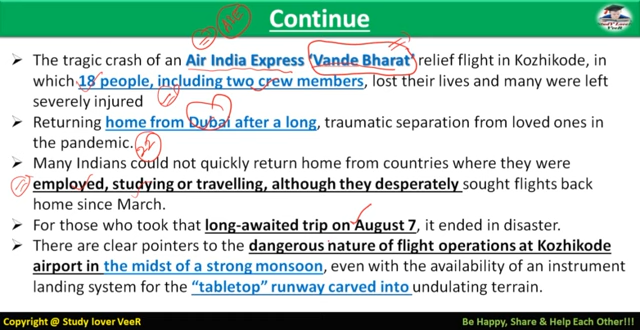 Continue
➢ The tragic crash of an Air India Express ‘Vande Bharat’ relief flight in Kozhikode, in
which 18 people, including two crew members, lost their lives and many were left
severely injured
➢ Returning home from Dubai after a long, traumatic separation from loved ones in
the pandemic.
➢ Many Indians could not quickly return home from countries where they were
employed, studying or travelling, although they desperately sought flights back
home since March.
➢ For those who took that long-awaited trip on August 7, it ended in disaster.
➢ There are clear pointers to the dangerous nature of flight operations at Kozhikode
airport in the midst of a strong monsoon, even with the availability of an instrument
landing system for the “tabletop” runway carved into undulating terrain.
Copyright @ Study lover VeeR
Be Happy, Share & Help Each Other!!!